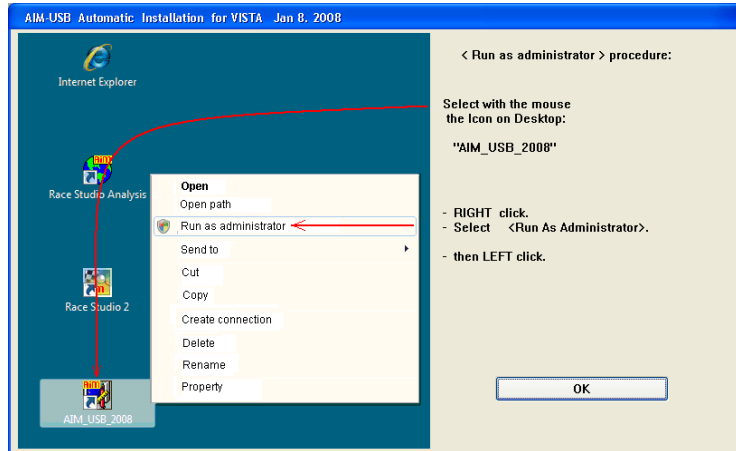 AIM-USB Automatic Installation for VISTA Jan 8. 2008
Internet Explorer
Race Studio Analysis
Race Studio 2
AIM_USB_2008
Open
Open path
Run as administrator
Send to
Cut
Copy
Create connection
Delete
Rename
Property
< Run as administrator > procedure:
Select with the mouse
the Icon on Desktop:
"AIM_USB_2008"
- RIGHT click.
- Select <Run As Administrator>.
- then LEFT click.
OK